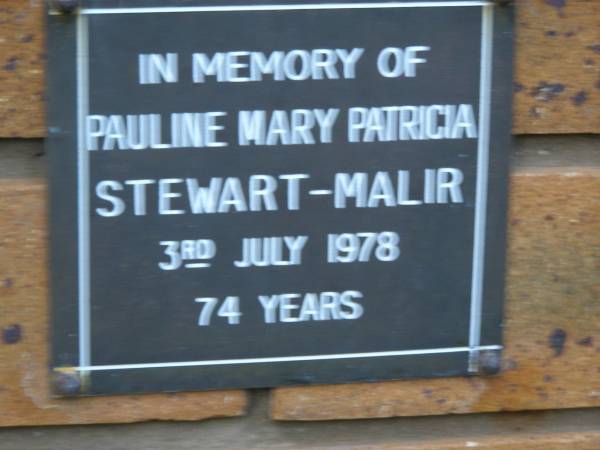 IN MEMORY OF
PAULINE MARY PATRICIA
STEWART-MALIR
3RD JULY 1978
74 YEARS